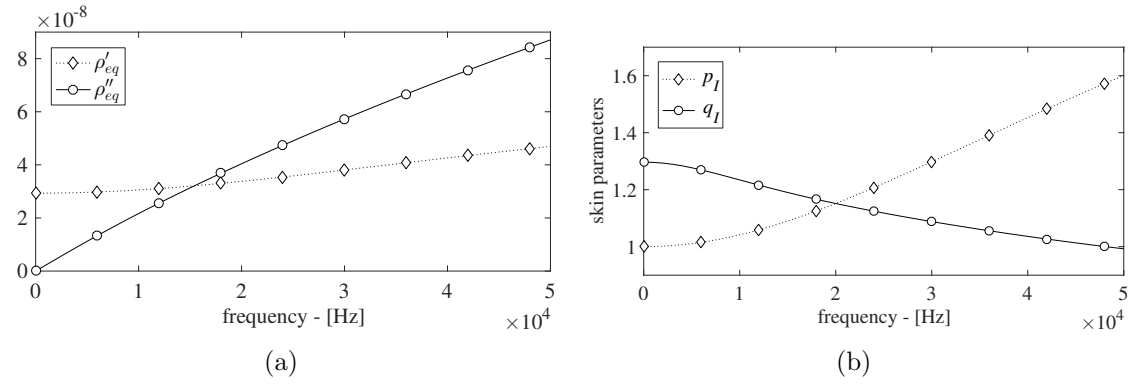 ×10-8
8
6
4
2
0
ρ′eq
ρ″eq
0 1 2 3 4 5
frequency - [Hz]
×104
(a)
1.6
1.4
1.2
1
skin parameters
pI
qI
0 1 2 3 4 5
frequency - [Hz]
×104
(b)